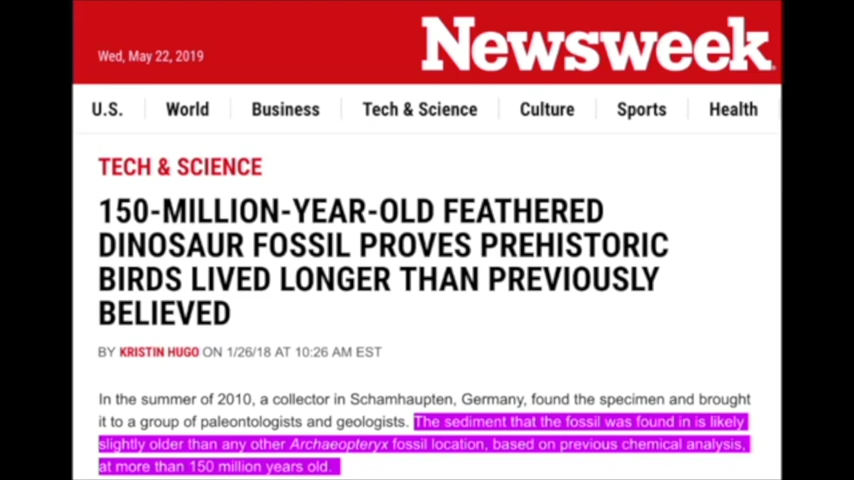 Wed, May 22, 2019
Newsweek
U.S. World Business Tech & Science Culture Sports Health
TECH & SCIENCE
150-MILLION-YEAR-OLD FEATHERED
DINOSAUR FOSSIL PROVES PREHISTORIC
BIRDS LIVED LONGER THAN PREVIOUSLY
BELIEVED
BY KRISTIN HUGO ON 1/26/18 AT 10:26 AM EST
In the summer of 2010, a collector in Schamhaupten, Germany, found the specimen and brought
it to a group of paleontologists and geologists. The sediment that the fossil was found in is likely
slightly older than any other Archaeopteryx fossil location, based on previous chemical analysis,
at more than 150 million years old.